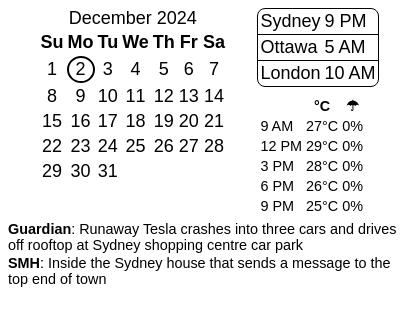 December 2024
Su Mo Tu We Th Fr Sa
1 2 3 4 5 6 7
8 9 10 11 12 13 14
15 16 17 18 19 20 21
22 23 24 25 26 27 28
29 30 31
Sydney 9 PM
Ottawa 5 AM
London 10 AM
°C ☂
9 AM 27°C 0%
12 PM 29°C 0%
3 PM 28°C 0%
6 PM 26°C 0%
9 PM 25°C 0%
Guardian: Runaway Tesla crashes into three cars and drives
off rooftop at Sydney shopping centre car park
SMH: Inside the Sydney house that sends a message to the
top end of town